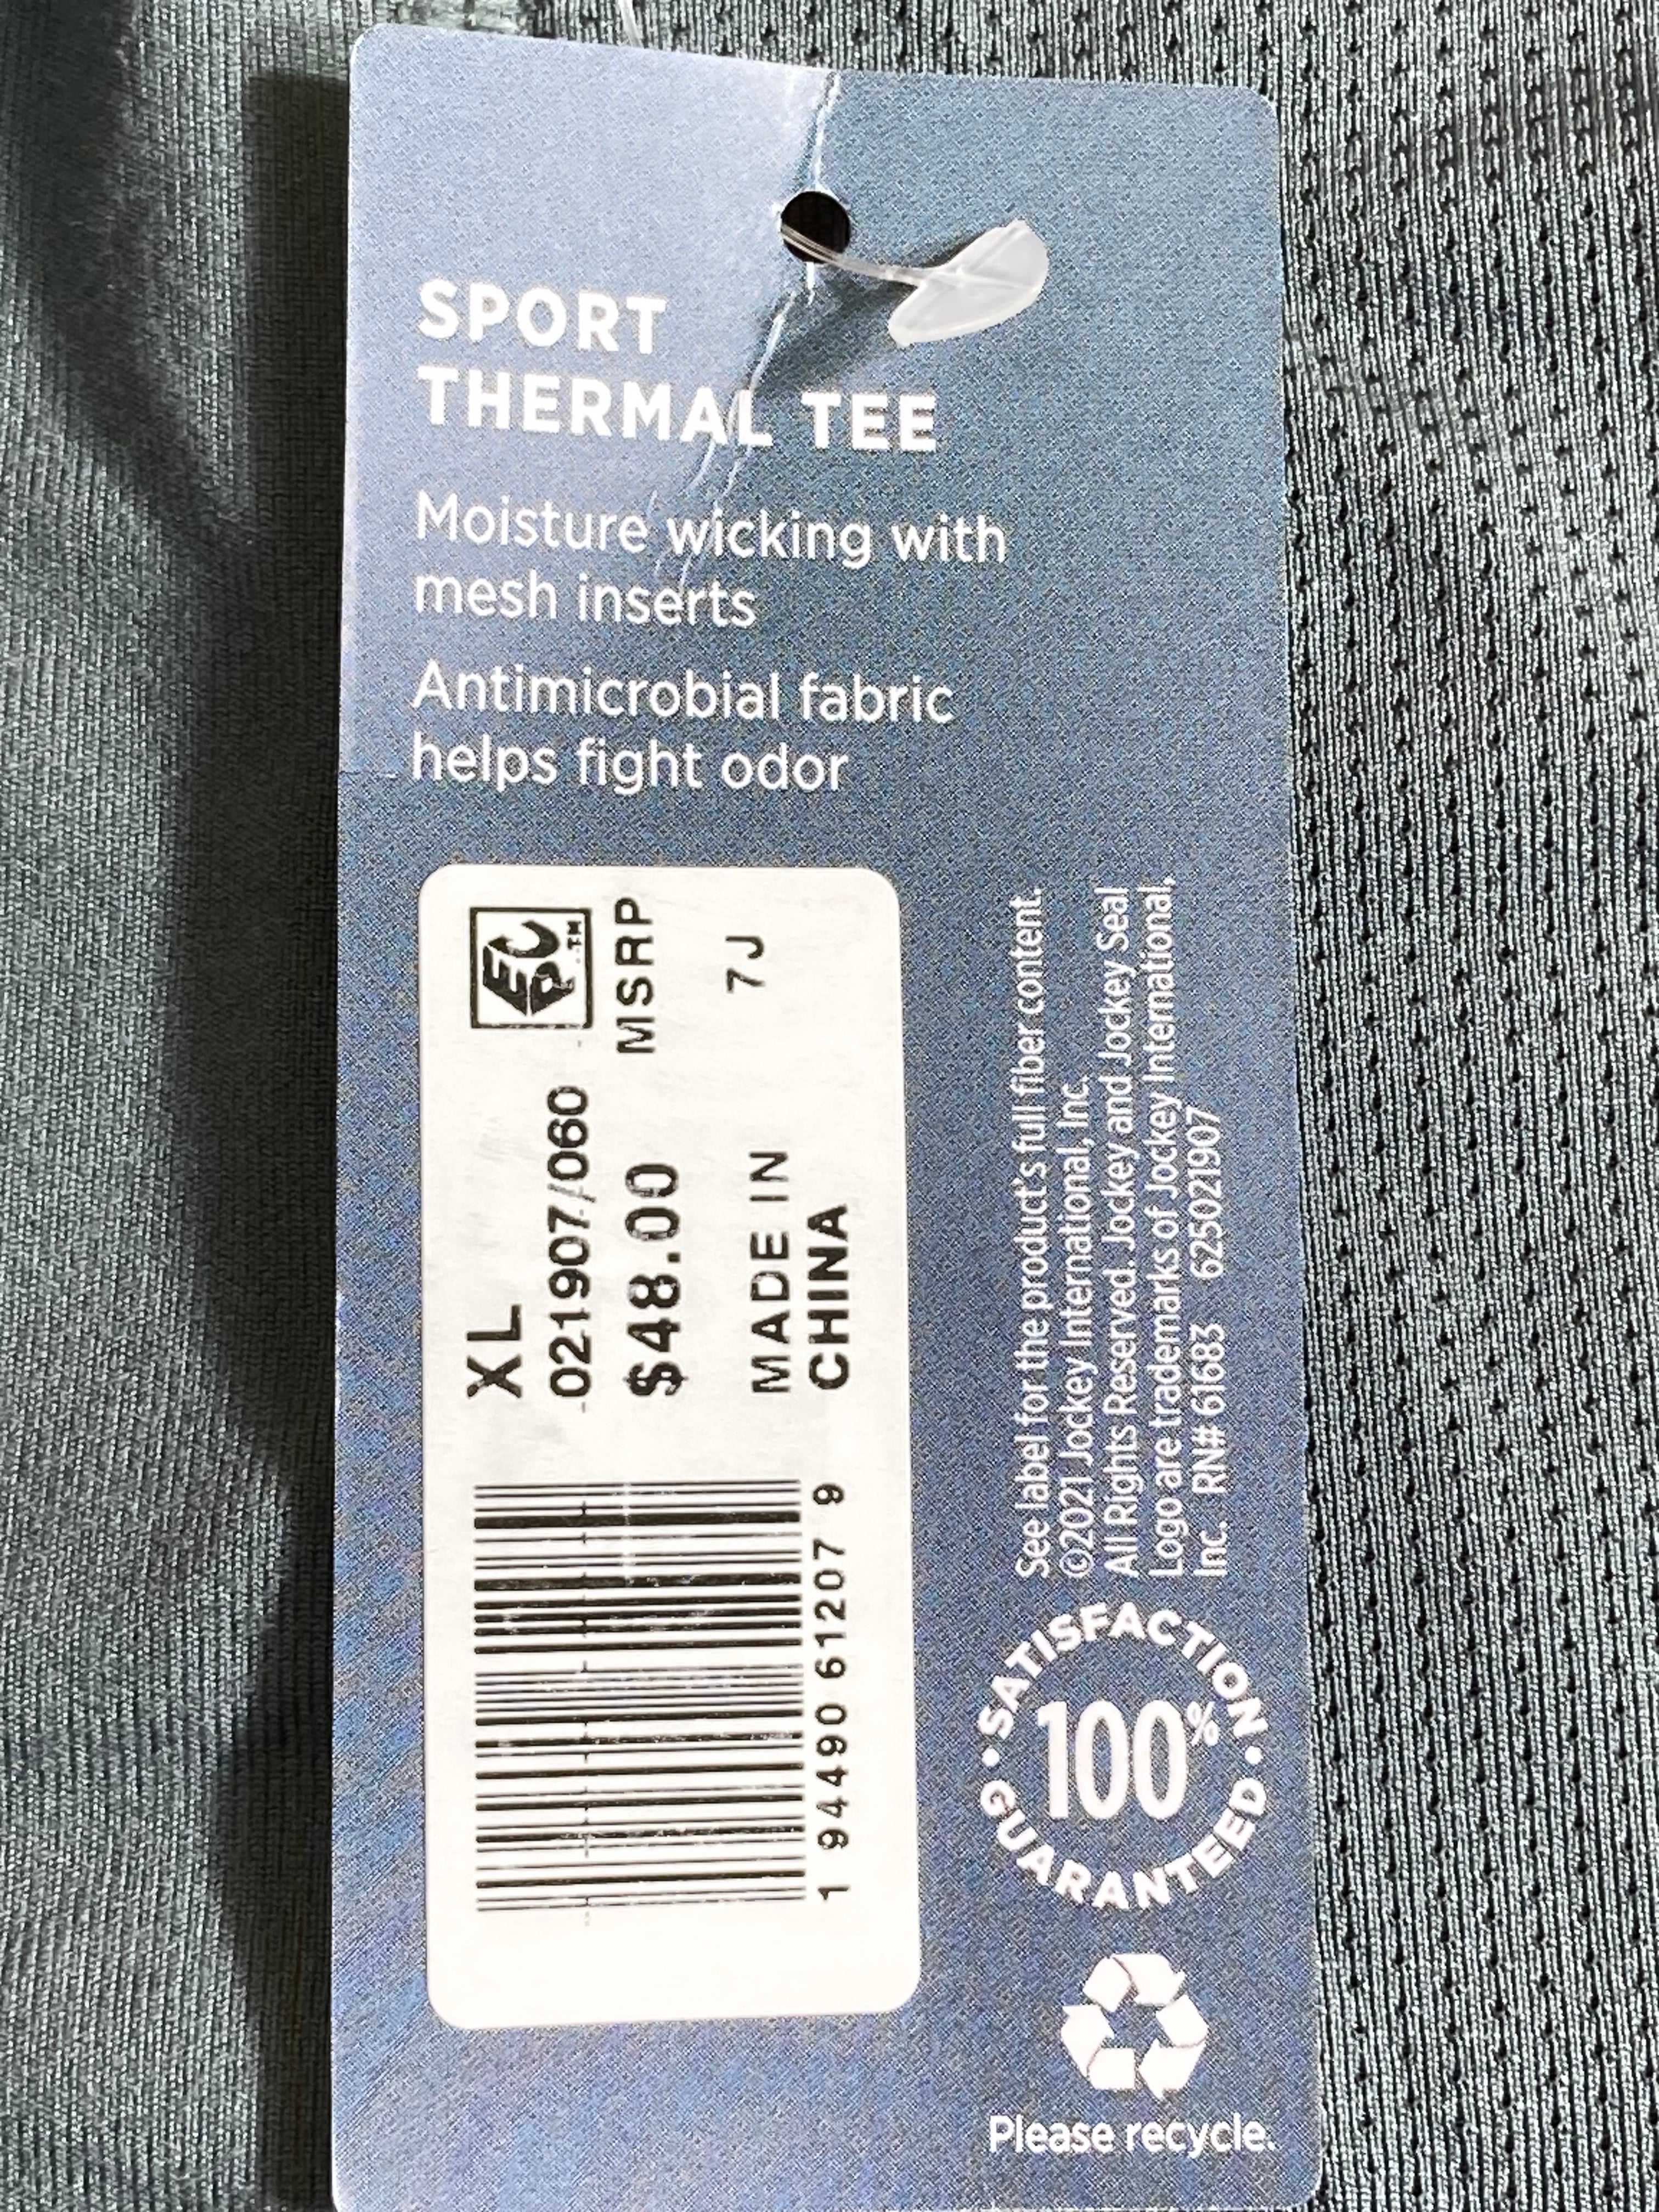 SPORT
THERMAL TEE
Moisture wicking with
mesh inserts
Antimicrobial fabric
helps fight odor
XL
EPC™
021907/060
$48.00 MSRP
MADE IN 7J
CHINA
1 94490 61207 9
See label for the product's full fiber content.
©2021 Jockey International, Inc.
All Rights Reserved. Jockey and Jockey Seal
Logo are trademarks of Jockey International,
Inc. RN# 61683 625021907
• SATISFACTION •
100%
GUARANTEED
Please recycle.